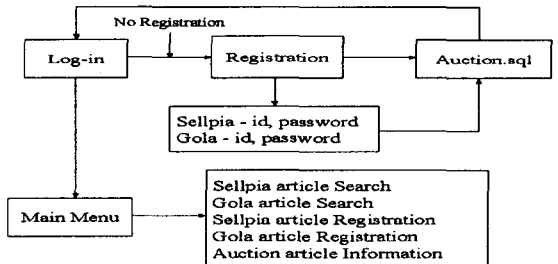 No Registration
Log-in
Registration
Auction.sql
Sellpia - id, password
Gola - id, password
Main Menu
Sellpia article Search
Gola article Search
Sellpia article Registration
Gola article Registration
Auction article Information